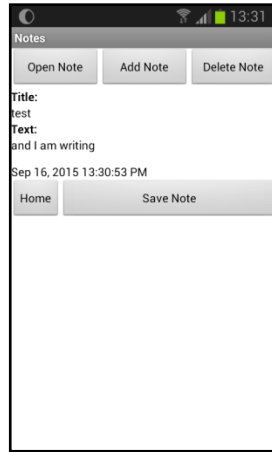 13:31
Notes
Open Note Add Note Delete Note
Title:
test
Text:
and I am writing
Sep 16, 2015 13:30:53 PM
Home Save Note